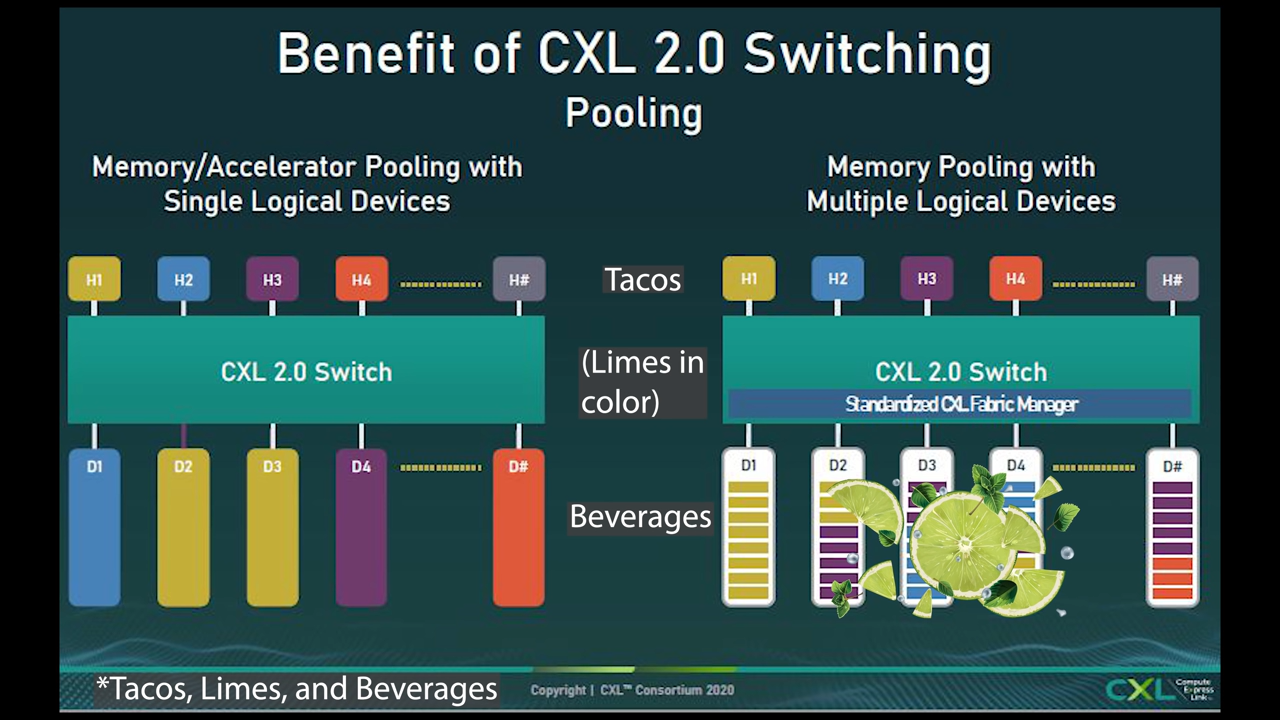 Benefit of CXL 2.0 Switching
Pooling
Memory/Accelerator Pooling with
Single Logical Devices
H1 H2 H3 H4 H#
CXL 2.0 Switch
D1 D2 D3 D4 D#
Tacos
(Limes in
color)
Beverages
Memory Pooling with
Multiple Logical Devices
H1 H2 H3 H4 H#
CXL 2.0 Switch
Standardized CXL Fabric Manager
D1 D2 D3 D4 D#
*Tacos, Limes, and Beverages
Copyright | CXL™ Consortium 2020
CXL
Compute
Express
Link